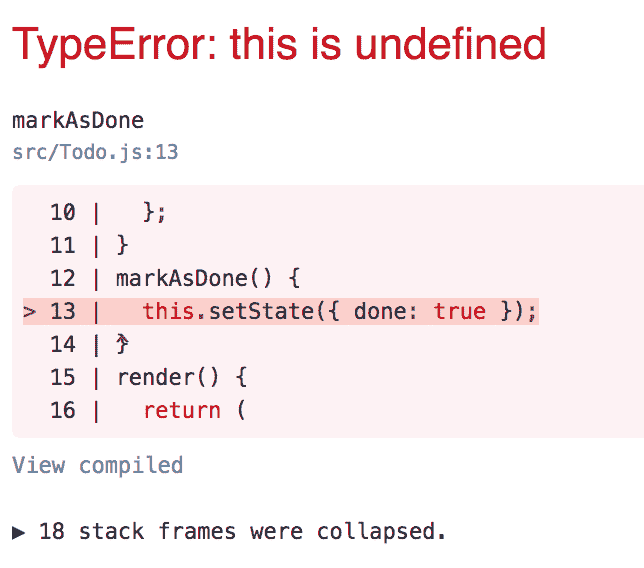 TypeError: this is undefined
markAsDone
src/Todo.js:13
  10 |   };
  11 | }
  12 | markAsDone() {
> 13 |   this.setState({ done: true });
  14 | }
     | ^
  15 | render() {
  16 |   return (
View compiled
▶ 18 stack frames were collapsed.